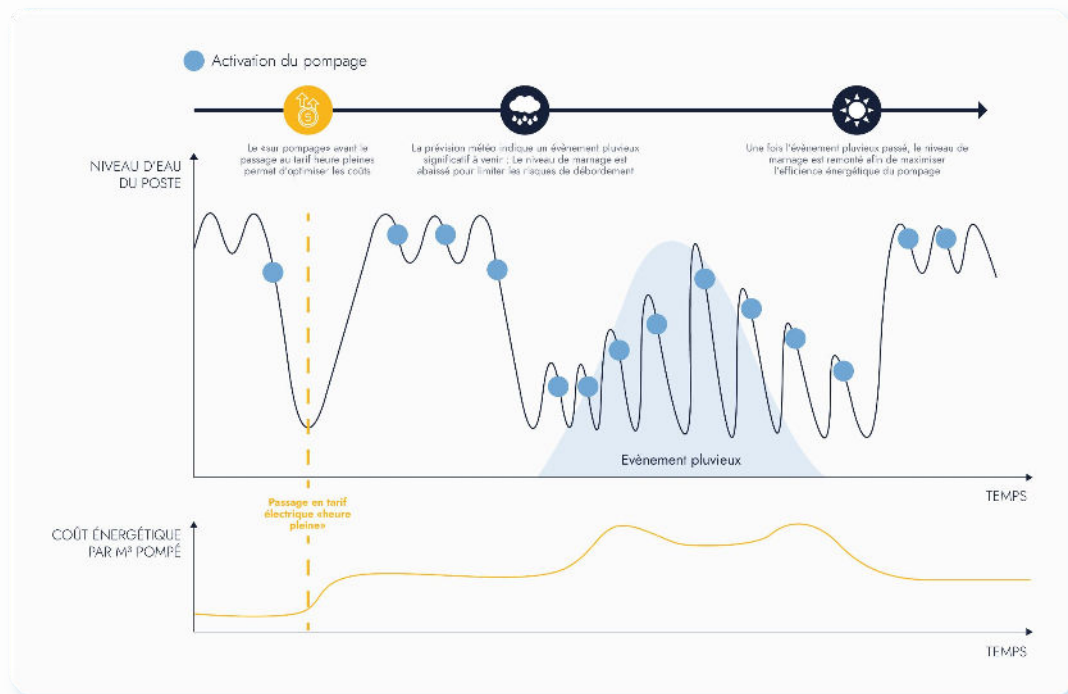 Activation du pompage
Le «sur pompage» avant le
passage au tarif heure pleines
permet d'optimiser les coûts
La prévision météo indique un évènement pluvieux
significatif à venir : Le niveau de marnage est
abaissé pour limiter les risques de débordement
Une fois l'évènement pluvieux passé, le niveau de
marnage est remonté afin de maximiser
l'efficience énergétique du pompage
NIVEAU D'EAU
DU POSTE
Evènement pluvieux
TEMPS
Passage en tarif
électrique «heure
pleine»
COÛT ÉNERGÉTIQUE
PAR M³ POMPÉ
TEMPS